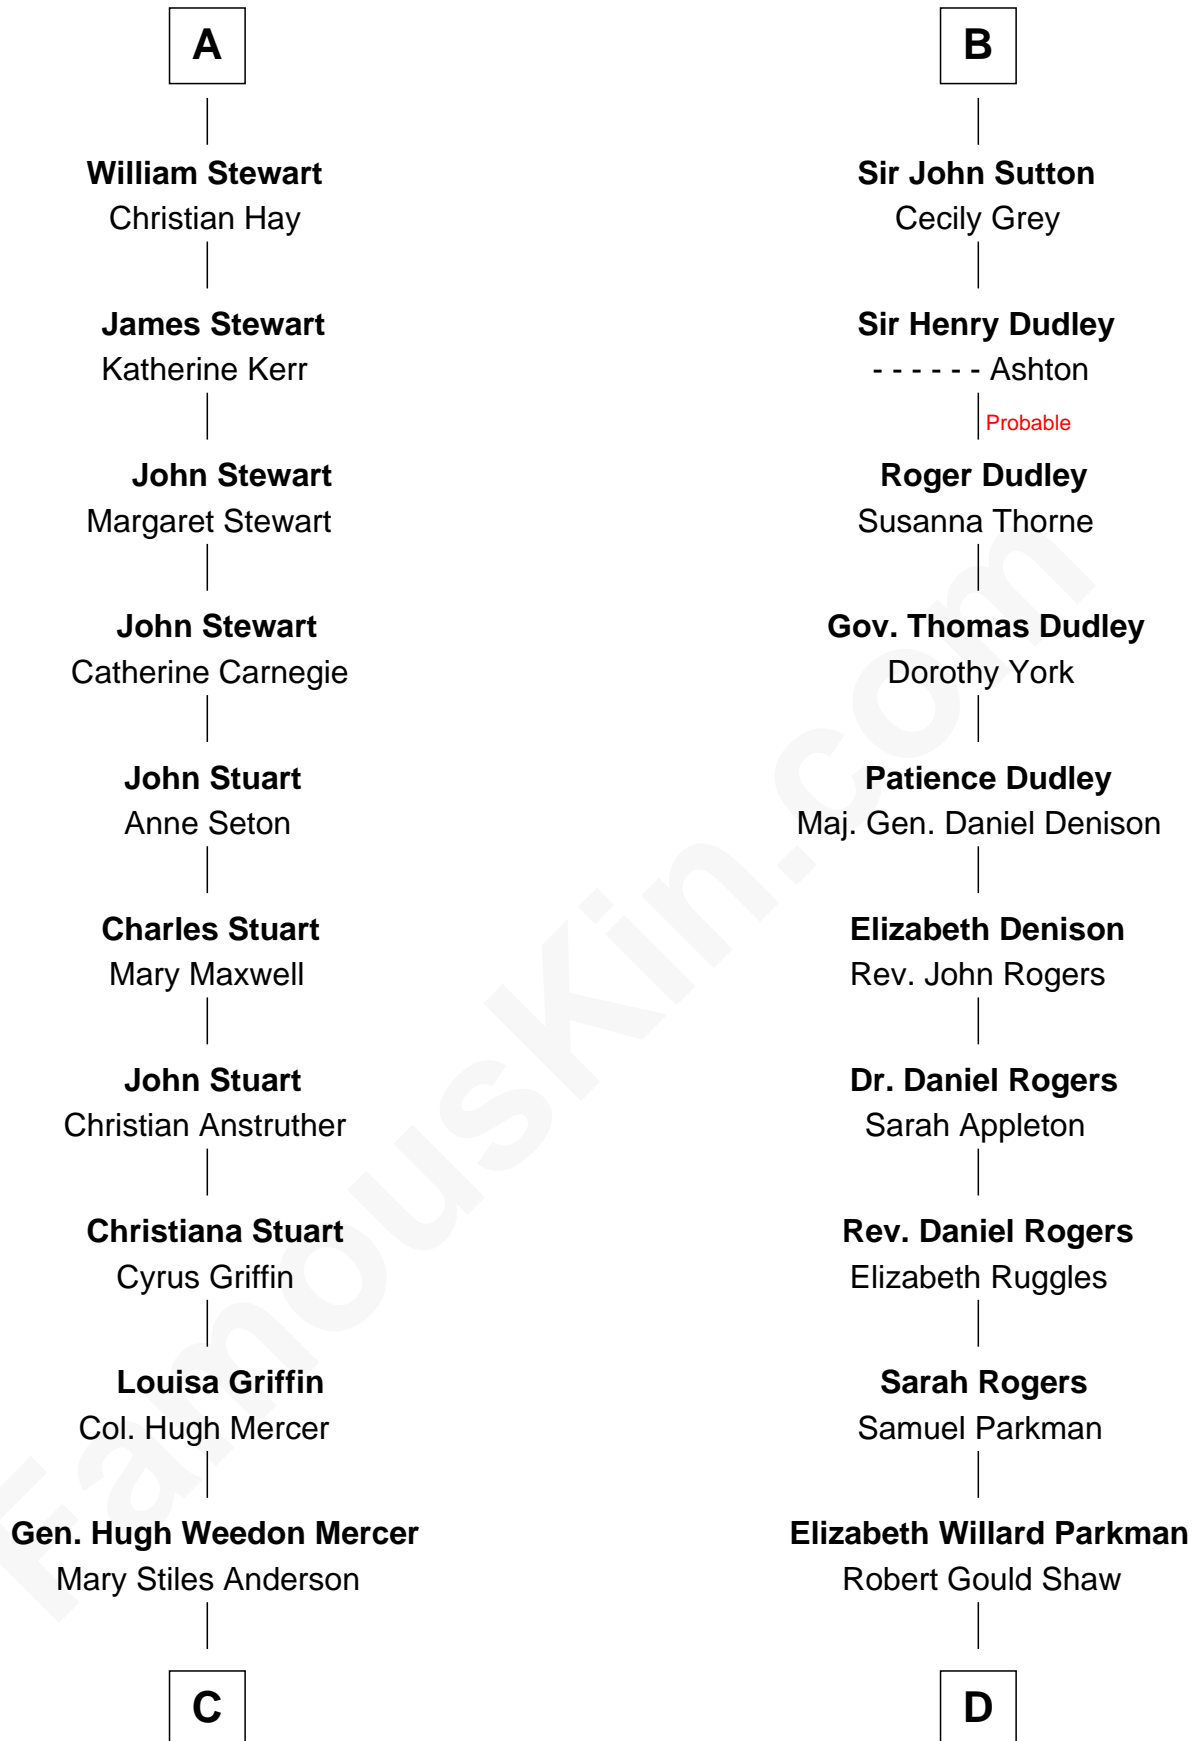 A
William Stewart
Christian Hay
James Stewart
Katherine Kerr
John Stewart
Margaret Stewart
John Stewart
Catherine Carnegie
John Stuart
Anne Seton
Charles Stuart
Mary Maxwell
John Stuart
Christian Anstruther
Christiana Stuart
Cyrus Griffin
Louisa Griffin
Col. Hugh Mercer
Gen. Hugh Weedon Mercer
Mary Stiles Anderson
C
B
Sir John Sutton
Cecily Grey
Sir Henry Dudley
- - - - - - Ashton
Probable
Roger Dudley
Susanna Thorne
Gov. Thomas Dudley
Dorothy York
Patience Dudley
Maj. Gen. Daniel Denison
Elizabeth Denison
Rev. John Rogers
Dr. Daniel Rogers
Sarah Appleton
Rev. Daniel Rogers
Elizabeth Ruggles
Sarah Rogers
Samuel Parkman
Elizabeth Willard Parkman
Robert Gould Shaw
D
FamousKin.com